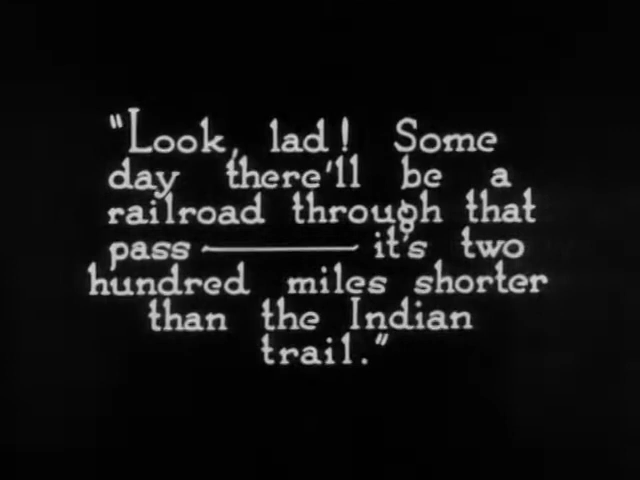 "Look, lad! Some
day there'll be a
railroad through that
pass — it's two
hundred miles shorter
than the Indian
trail."